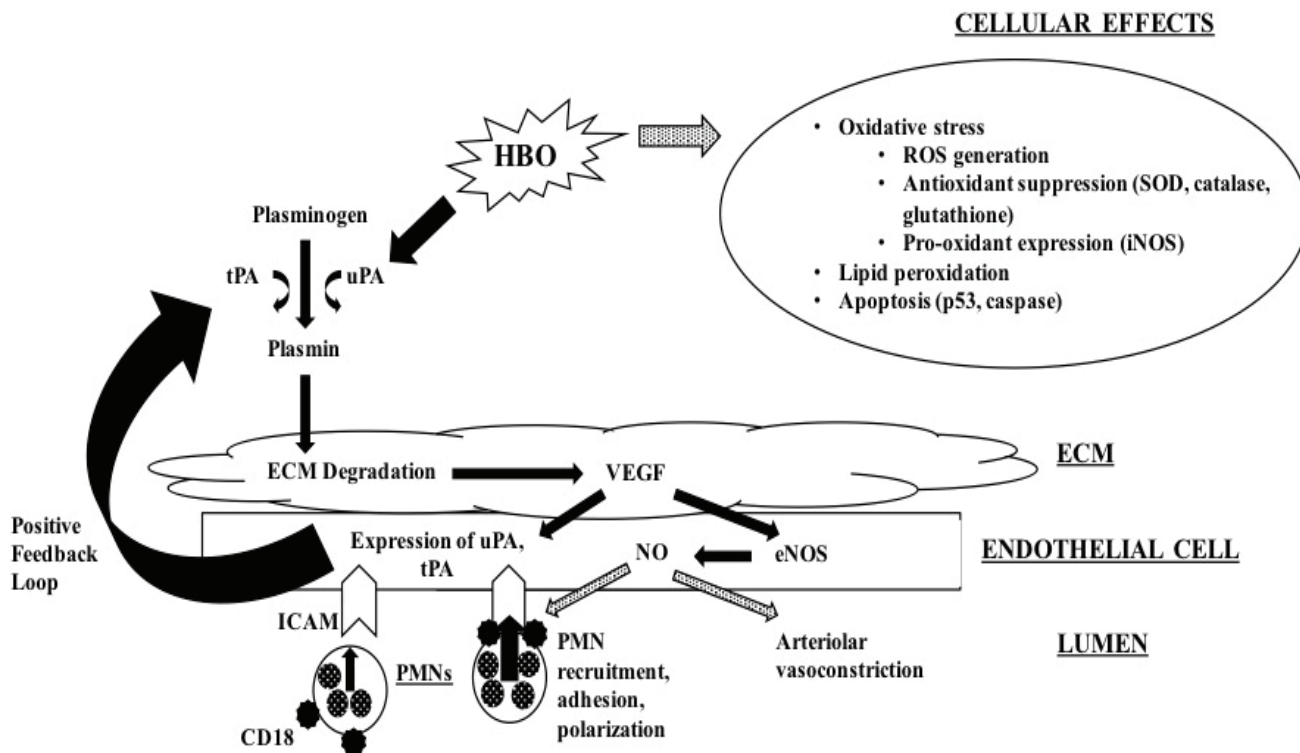 CELLULAR EFFECTS
HBO
• Oxidative stress
• ROS generation
• Antioxidant suppression (SOD, catalase,
glutathione)
• Pro-oxidant expression (iNOS)
• Lipid peroxidation
• Apoptosis (p53, caspase)
Plasminogen
tPA
uPA
Plasmin
ECM Degradation
VEGF
ECM
Positive
Feedback
Loop
Expression of uPA,
tPA
NO
eNOS
ENDOTHELIAL CELL
ICAM
PMNs
CD18
PMN
recruitment,
adhesion,
polarization
Arteriolar
vasoconstriction
LUMEN